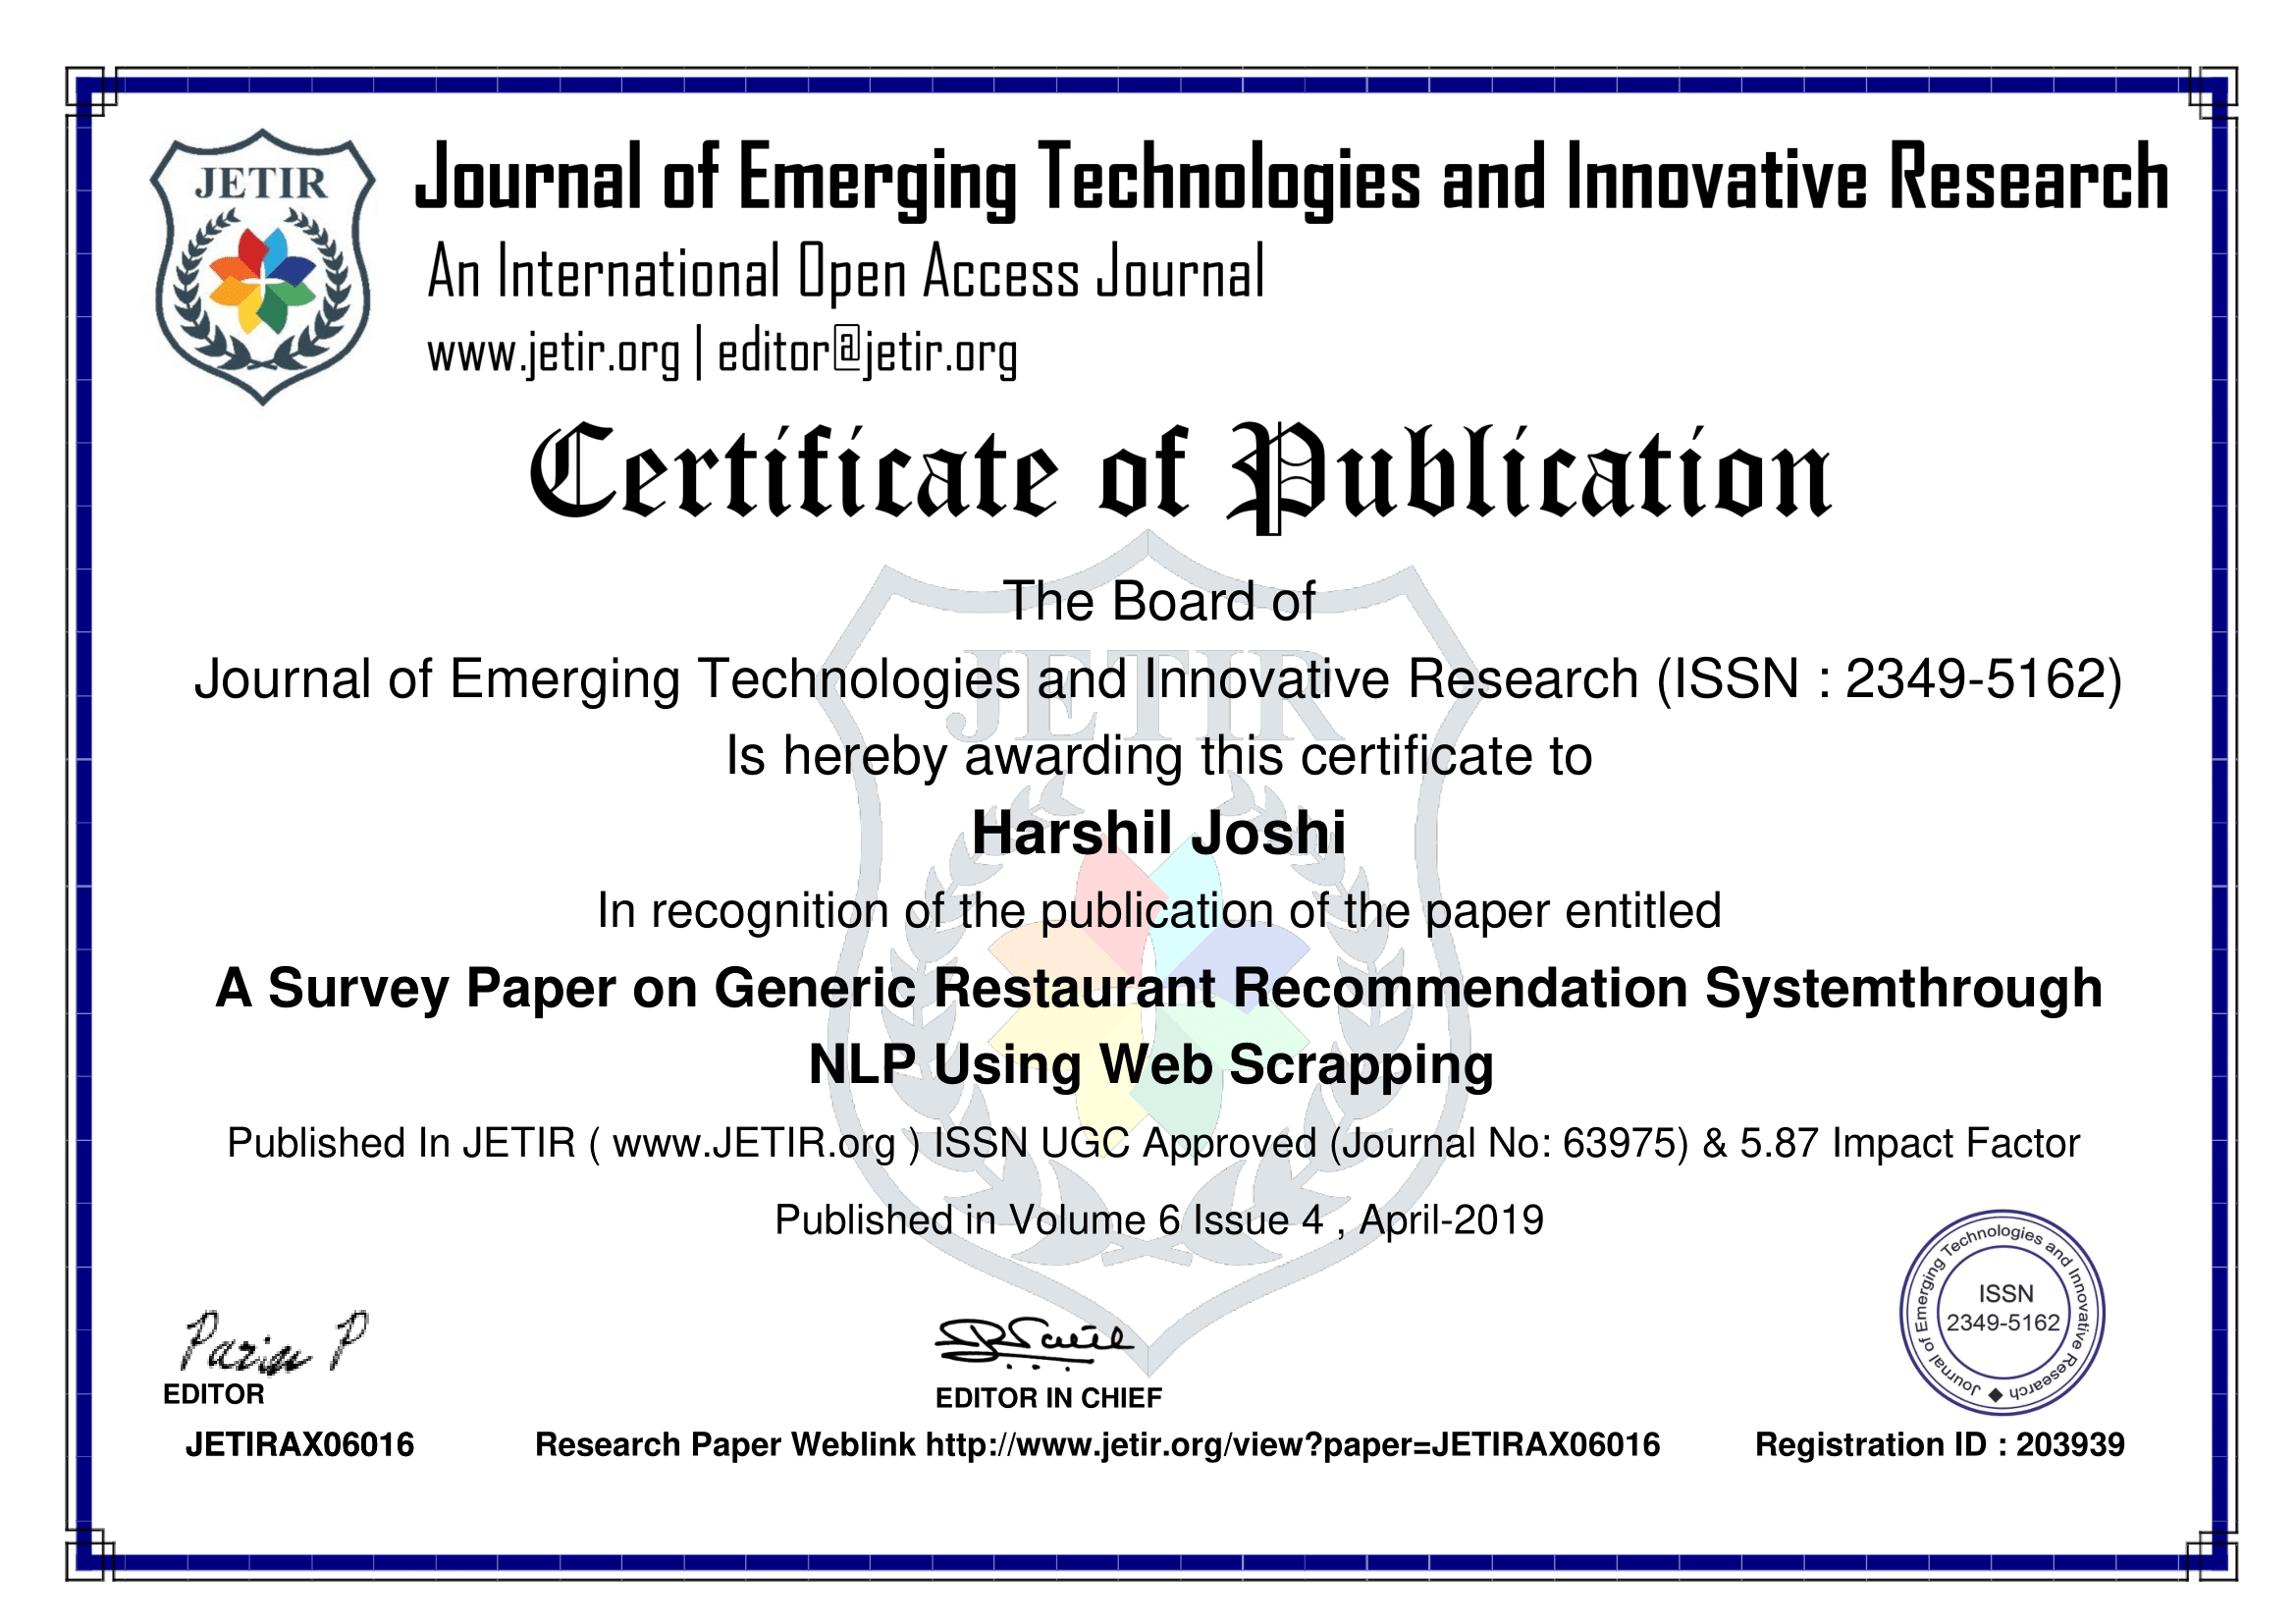 JETIR
Journal of Emerging Technologies and Innovative Research
An International Open Access Journal
www.jetir.org | editor@jetir.org
Certificate of Publication
The Board of
Journal of Emerging Technologies and Innovative Research (ISSN : 2349-5162)
JETIR
Is hereby awarding this certificate to
Harshil Joshi
In recognition of the publication of the paper entitled
A Survey Paper on Generic Restaurant Recommendation Systemthrough
NLP Using Web Scrapping
Published In JETIR ( www.JETIR.org ) ISSN UGC Approved (Journal No: 63975) & 5.87 Impact Factor
Published in Volume 6 Issue 4 , April-2019
Journal of Emerging Technologies and Innovative Research
ISSN
2349-5162
EDITOR
EDITOR IN CHIEF
JETIRAX06016
Research Paper Weblink http://www.jetir.org/view?paper=JETIRAX06016
Registration ID : 203939